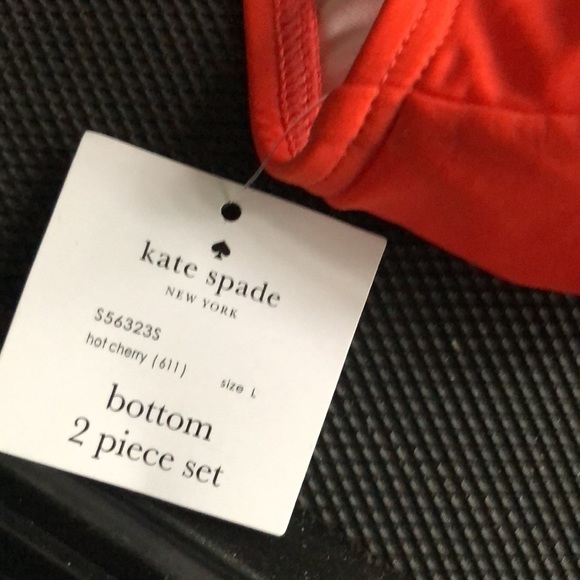 kate spade
NEW YORK
S56323S
hot cherry (611)
size L
bottom
2 piece set